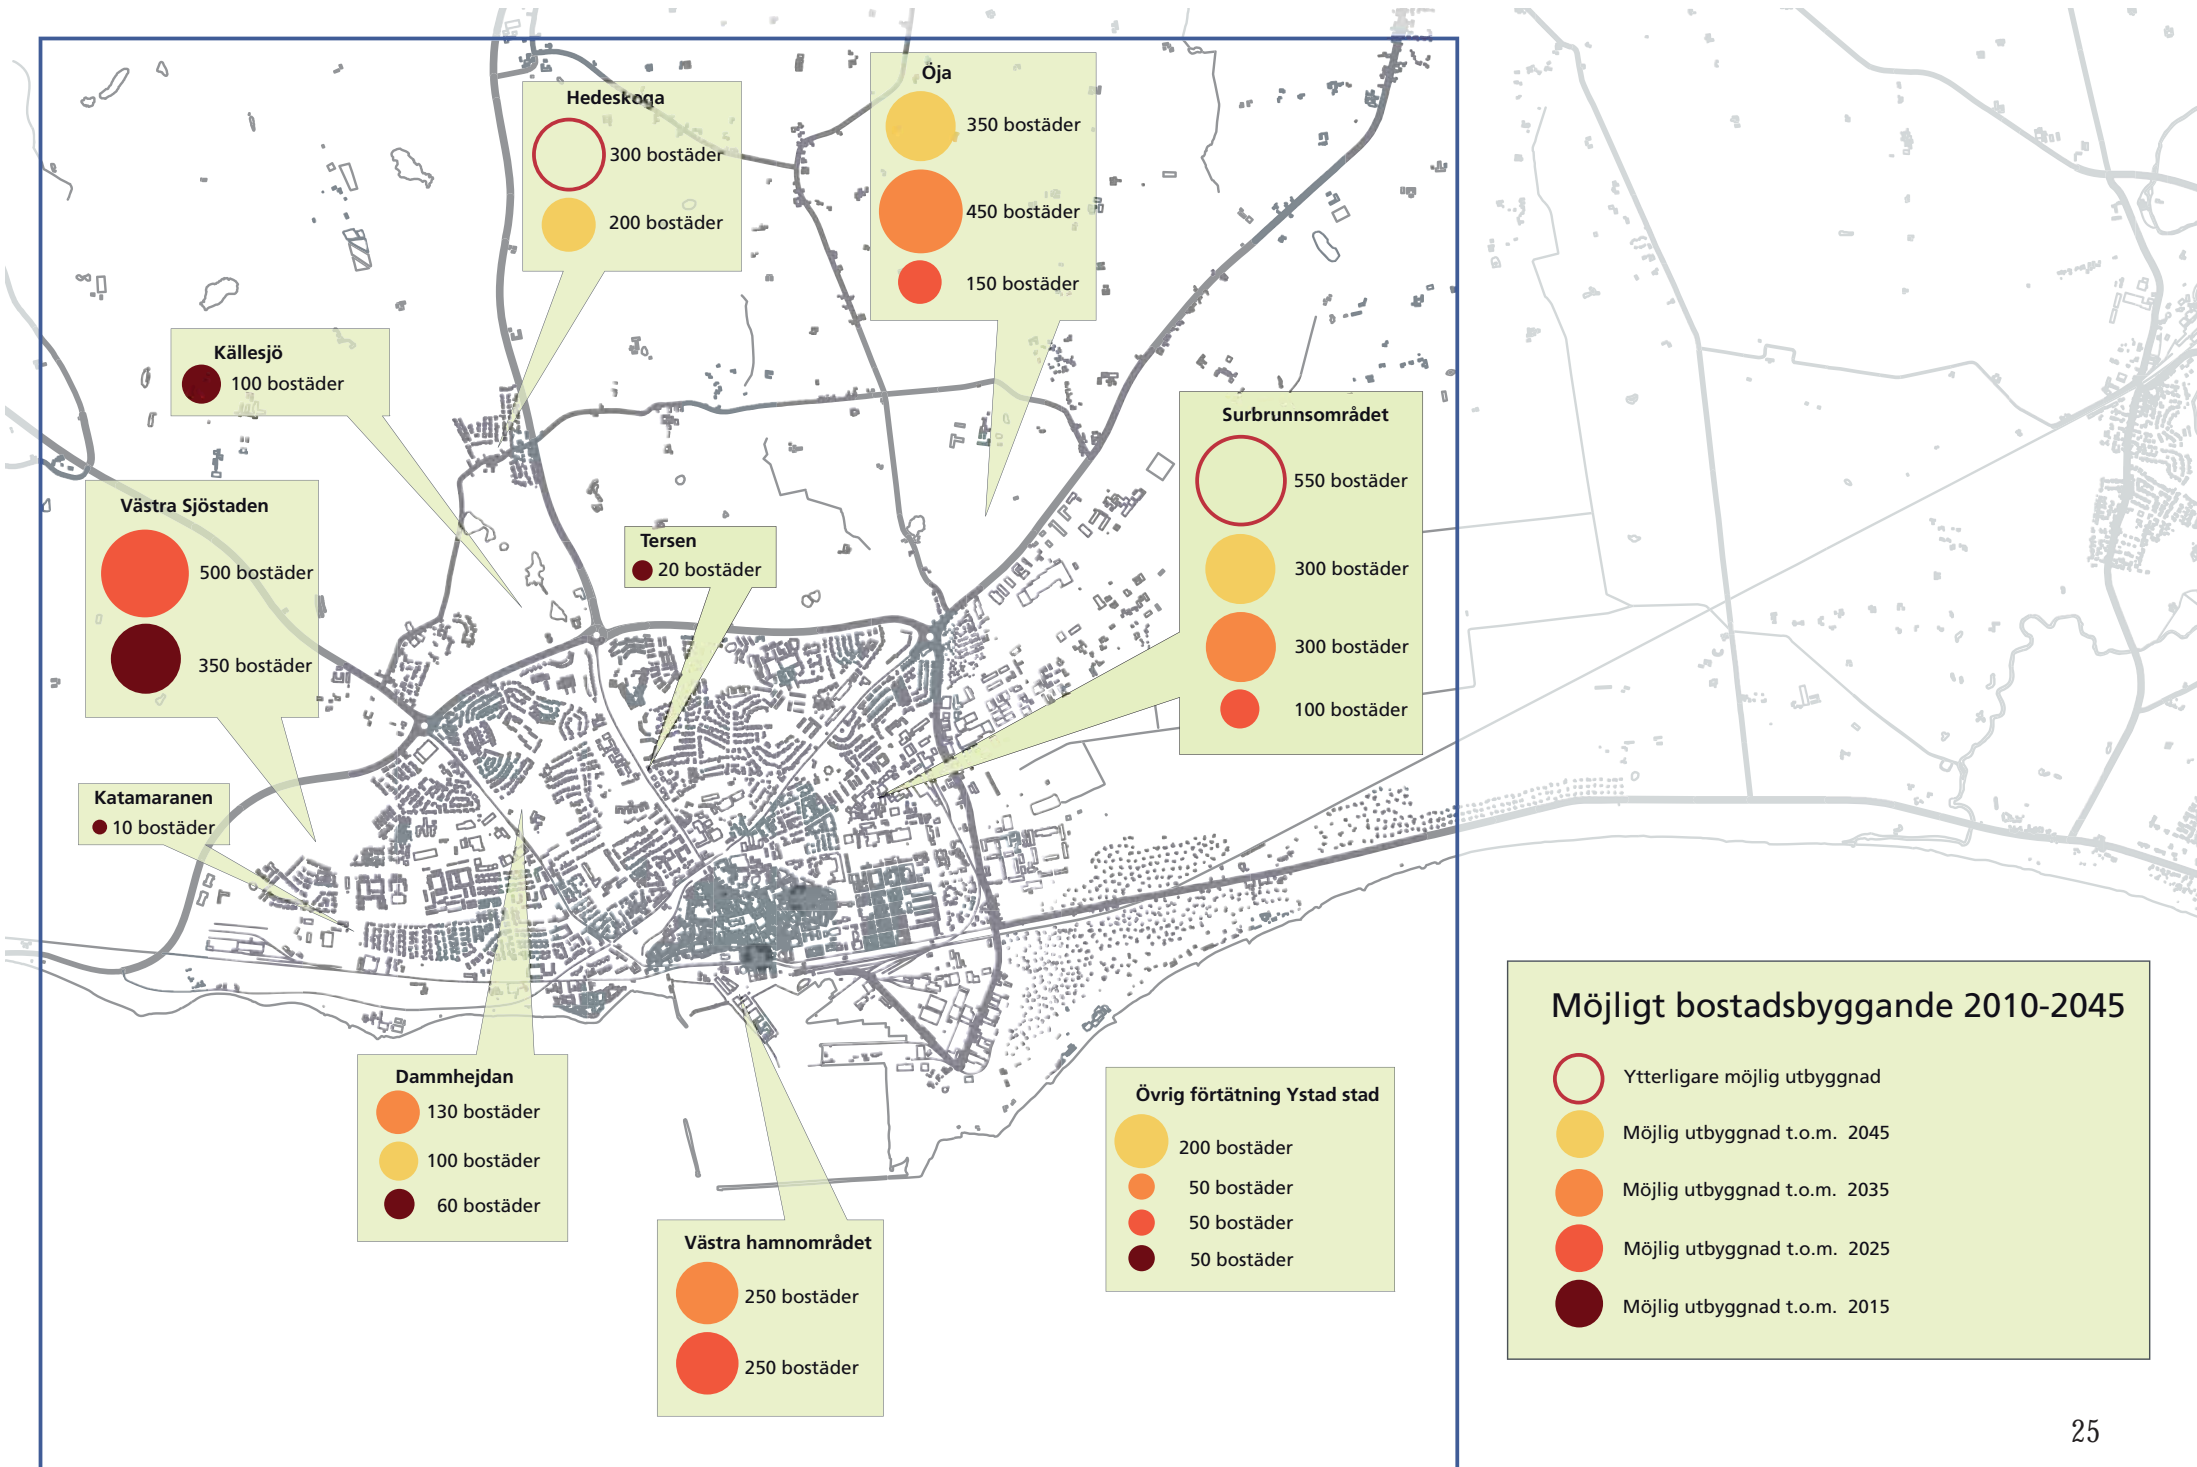 Hedeskoga
300 bostäder
200 bostäder
Öja
350 bostäder
450 bostäder
150 bostäder
Källesjö
100 bostäder
Surbrunnsområdet
550 bostäder
300 bostäder
300 bostäder
100 bostäder
Västra Sjöstaden
500 bostäder
350 bostäder
Tersen
20 bostäder
Katamaranen
10 bostäder
Dammhejdan
130 bostäder
100 bostäder
60 bostäder
Västra hamnområdet
250 bostäder
250 bostäder
Övrig förtätning Ystad stad
200 bostäder
50 bostäder
50 bostäder
50 bostäder
Möjligt bostadsbyggande 2010-2045
Ytterligare möjlig utbyggnad
Möjlig utbyggnad t.o.m. 2045
Möjlig utbyggnad t.o.m. 2035
Möjlig utbyggnad t.o.m. 2025
Möjlig utbyggnad t.o.m. 2015
25